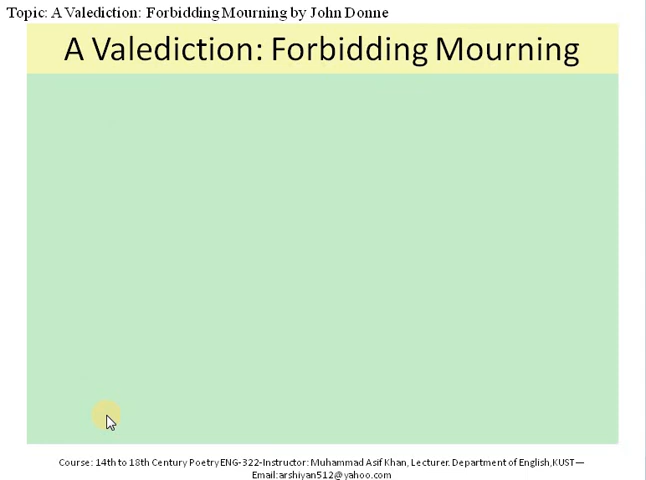 Topic: A Valediction: Forbidding Mourning by John Donne
A Valediction: Forbidding Mourning
Course: 14th to 18th Century Poetry ENG-322-Instructor: Muhammad Asif Khan, Lecturer. Department of English,KUST—
Email:arshiyan512@yahoo.com